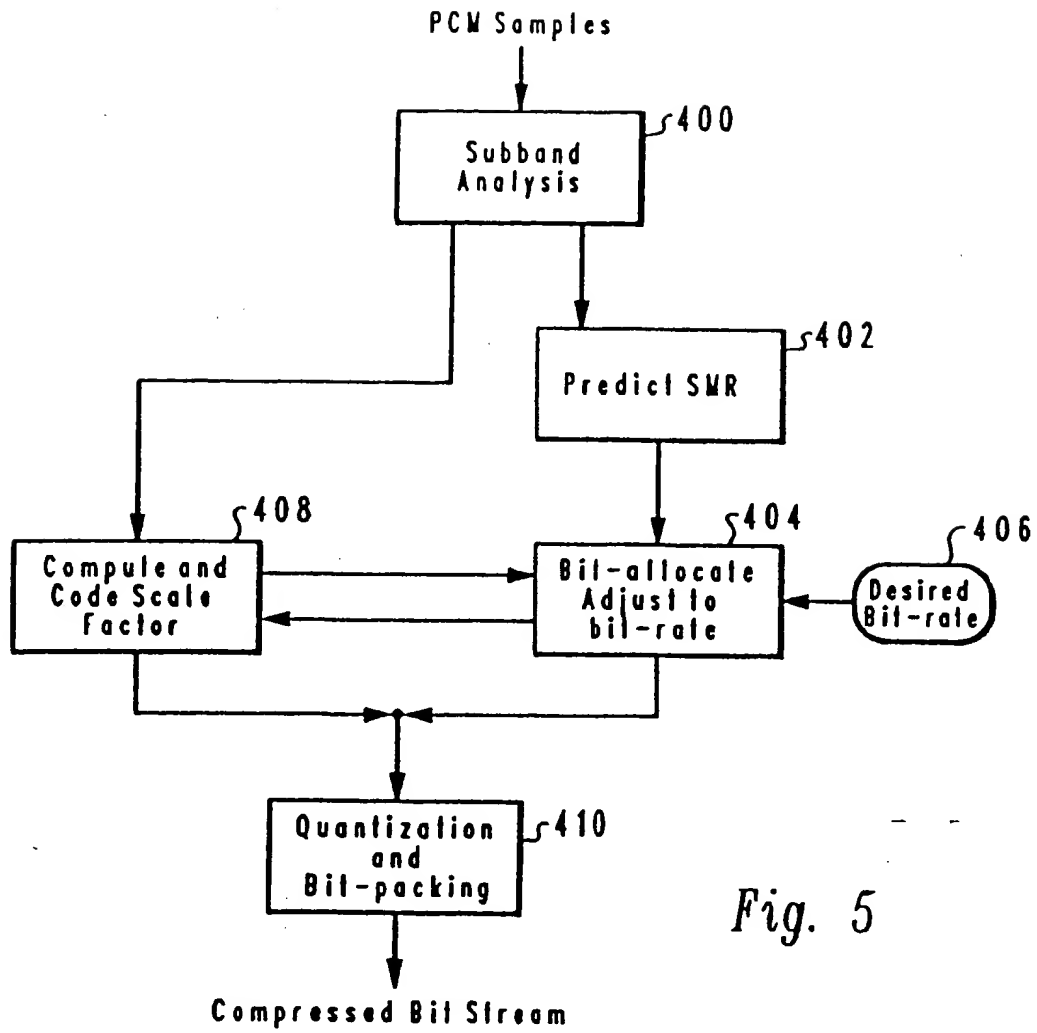 PCM Samples
400
Subband
Analysis
402
Predict SMR
408
Compute and
Code Scale
Factor
404
Bit-allocate
Adjust to
bit-rate
406
Desired
Bit-rate
Quantization
and
Bit-packing
410
Fig. 5
Compressed Bit Stream